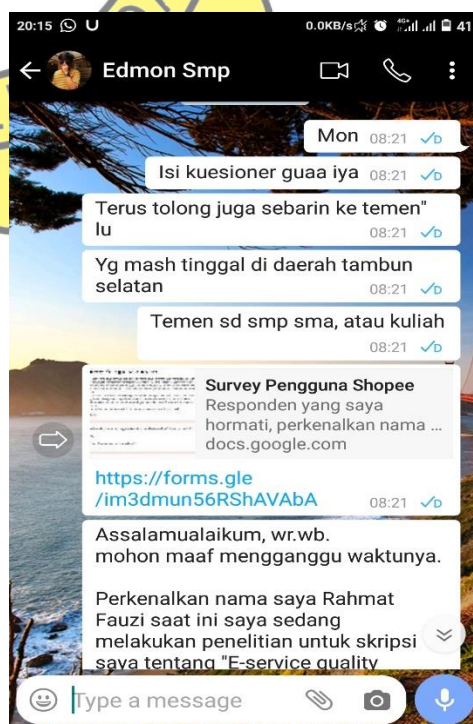 20:15 U 0.0KB/s 4G+ 41
Edmon Smp
Mon 08:21
Isi kuesioner guaa iya 08:21
Terus tolong juga sebarin ke temen"
lu 08:21
Yg mash tinggal di daerah tambun
selatan 08:21
Temen sd smp sma, atau kuliah
08:21
Survey Pengguna Shopee
Responden yang saya
hormati, perkenalkan nama ...
docs.google.com
https://forms.gle
/im3dmun56RShAVAbA 08:21
Assalamualaikum, wr.wb.
mohon maaf mengganggu waktunya.
Perkenalkan nama saya Rahmat
Fauzi saat ini saya sedang
melakukan penelitian untuk skripsi
saya tentang "E-service quality
Type a message